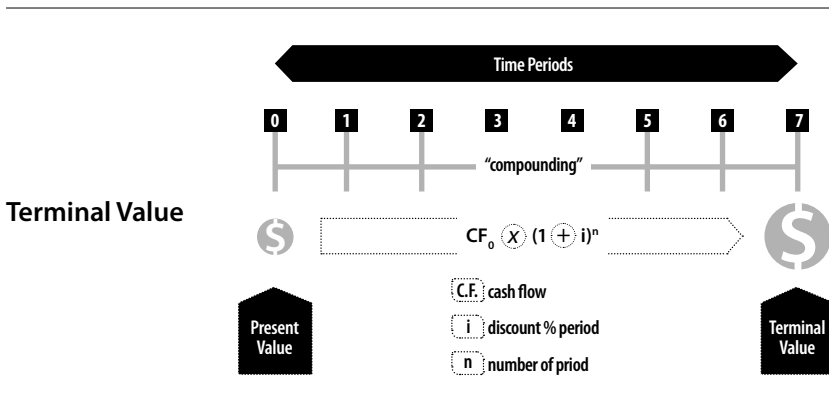 Time Periods
0 1 2 3 4 5 6 7
"compounding"
Terminal Value
$ CF₀ x (1 + i)ⁿ $
C.F. cash flow
i discount % period
n number of priod
Present
Value
Terminal
Value